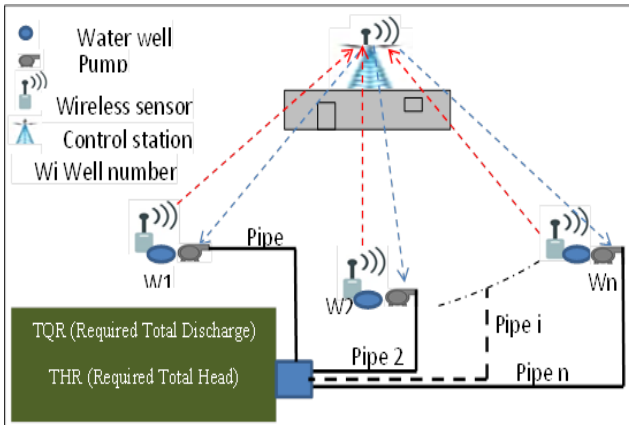 Water well
Pump
Wireless sensor
Control station
Wi Well number
Pipe
W1
W2
Wn
Pipe i
TQR (Required Total Discharge)
Pipe 2
THR (Required Total Head)
Pipe n